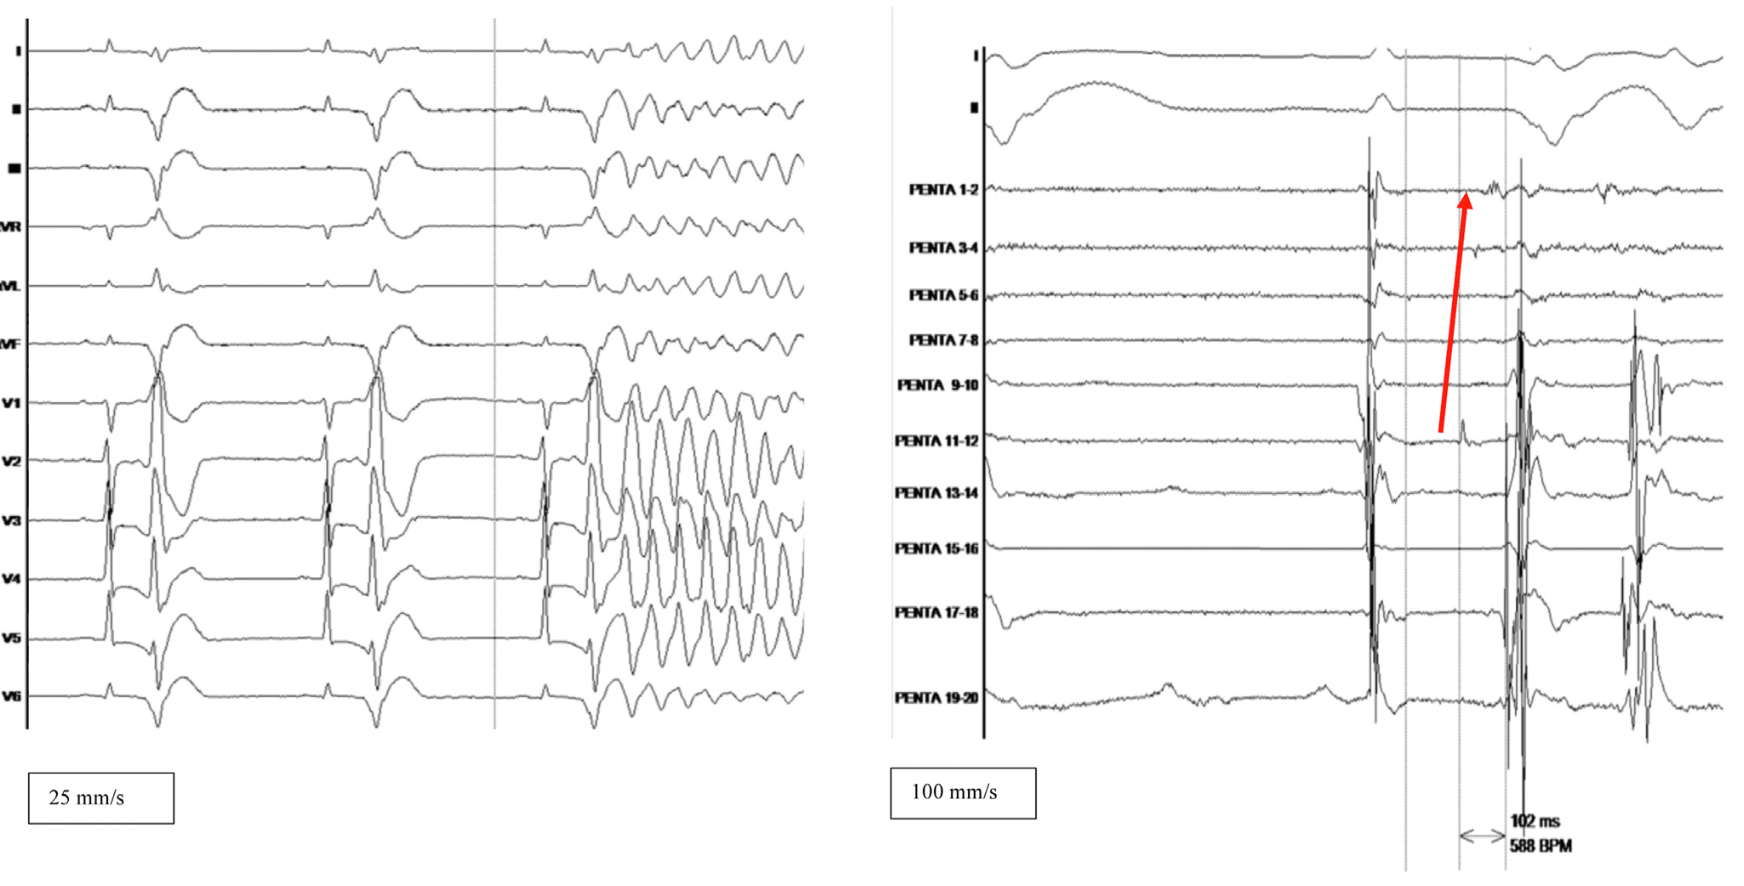 I
II
III
VR
VL
VF
V1
V2
V3
V4
V5
V6
25 mm/s
I
II
PENTA 1-2
PENTA 3-4
PENTA 5-6
PENTA 7-8
PENTA 9-10
PENTA 11-12
PENTA 13-14
PENTA 15-16
PENTA 17-18
PENTA 19-20
100 mm/s
102 ms
588 BPM